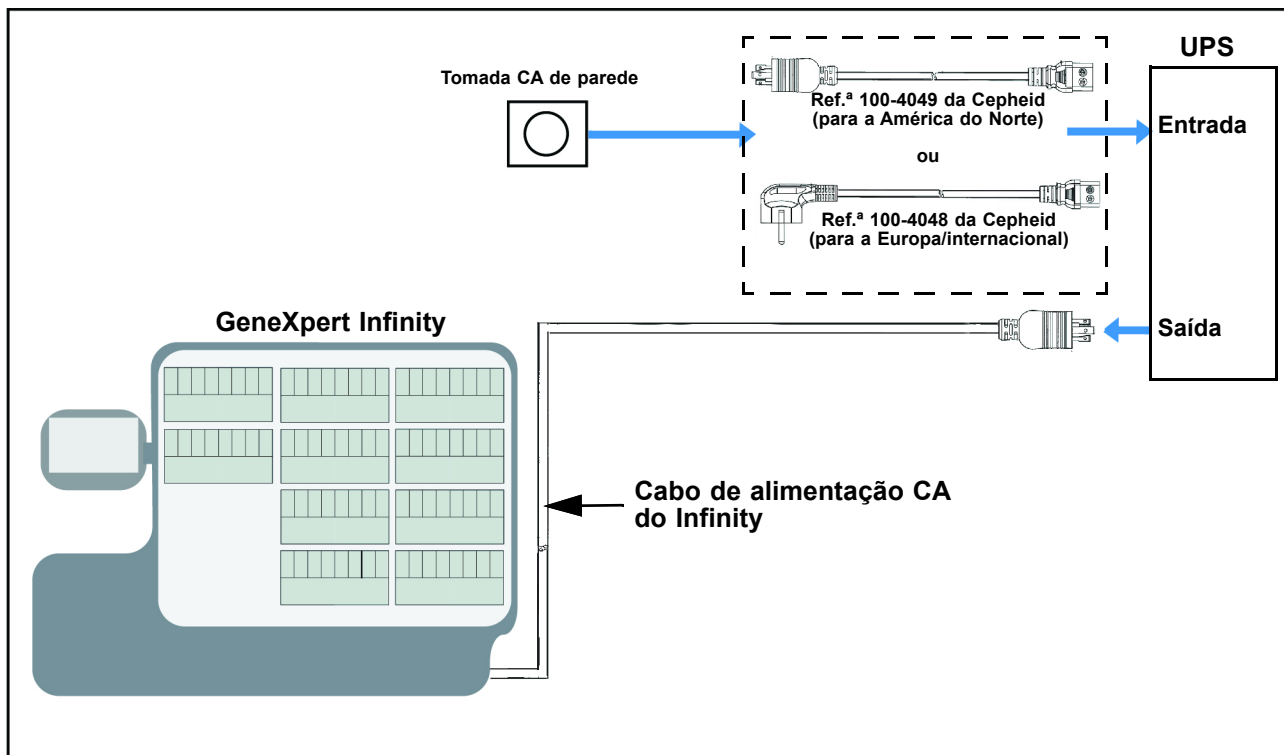 UPS
Tomada CA de parede
Ref.ª 100-4049 da Cepheid
(para a América do Norte)
Entrada
ou
Ref.ª 100-4048 da Cepheid
(para a Europa/internacional)
GeneXpert Infinity
Saída
Cabo de alimentação CA
do Infinity